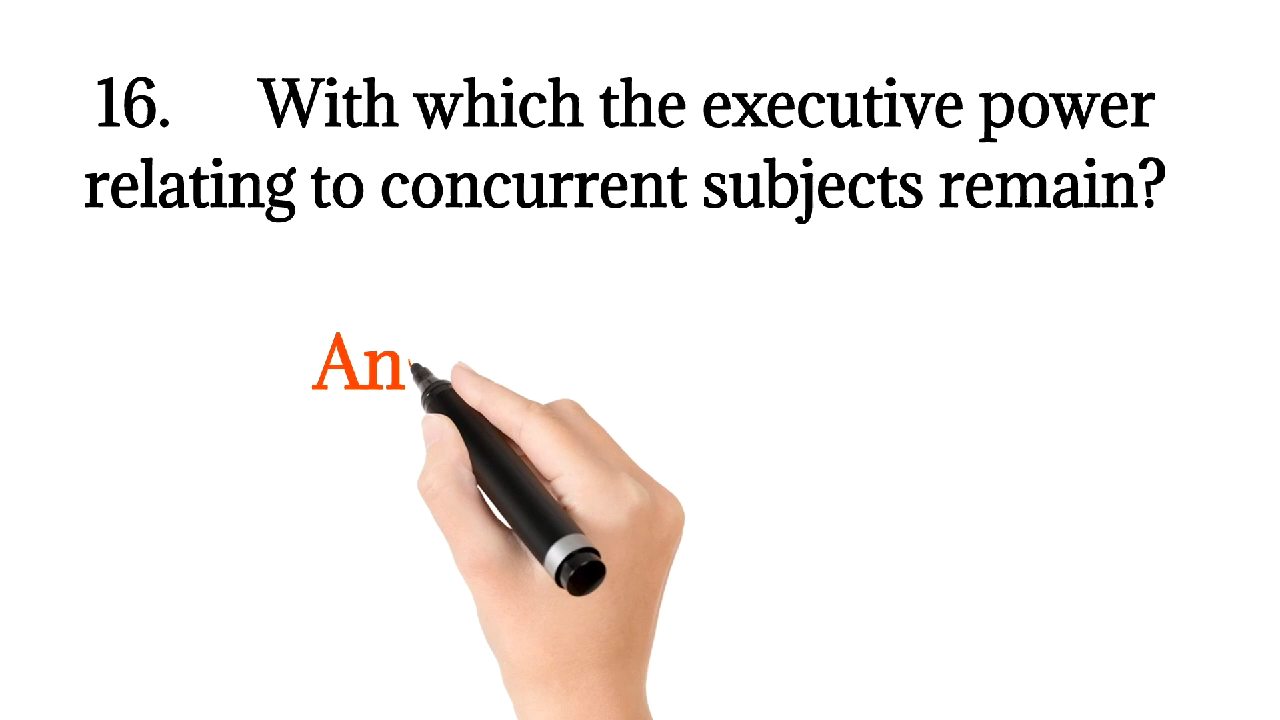 16. With which the executive power
relating to concurrent subjects remain?
An